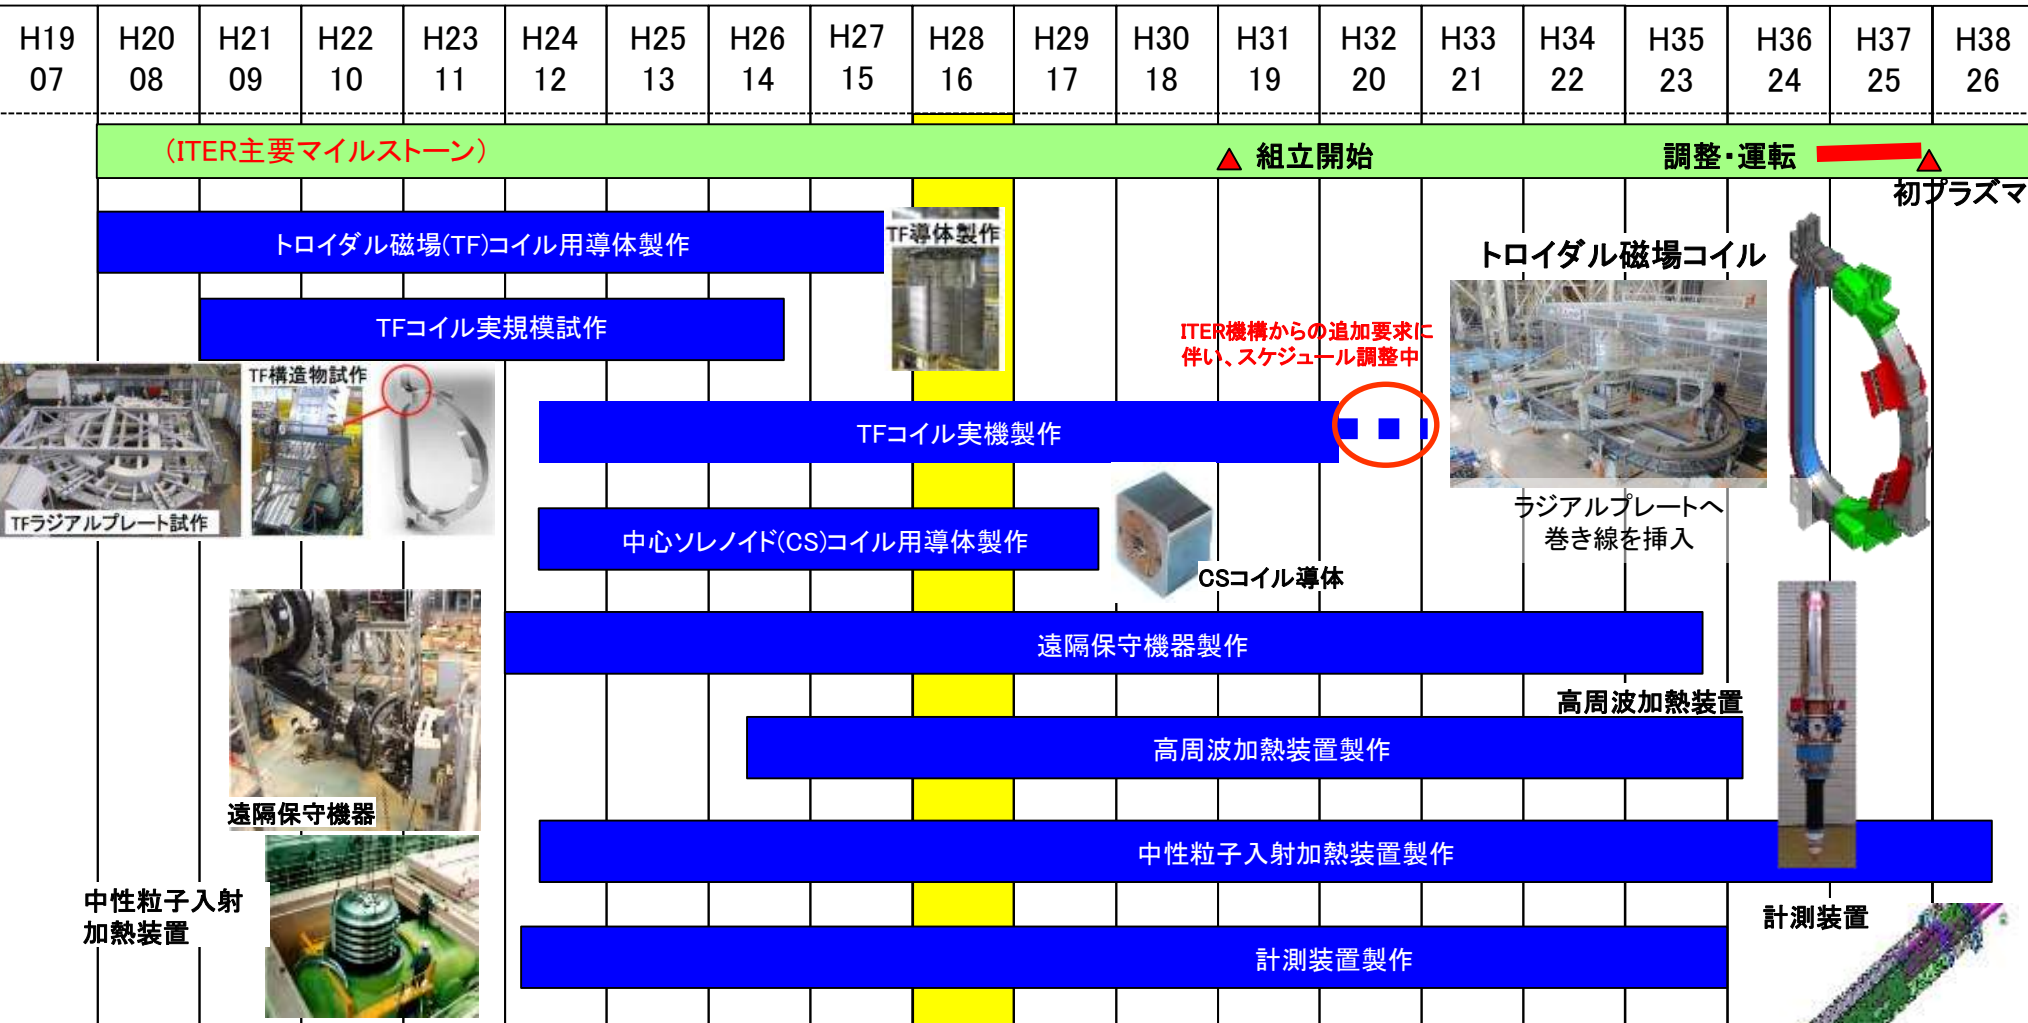 H19 H20 H21 H22 H23 H24 H25 H26 H27 H28 H29 H30 H31 H32 H33 H34 H35 H36 H37 H38
07 08 09 10 11 12 13 14 15 16 17 18 19 20 21 22 23 24 25 26
(ITER主要マイルストーン)
組立開始
調整・運転
初プラズマ
トロイダル磁場(TF)コイル用導体製作
TF導体製作
トロイダル磁場コイル
TFコイル実規模試作
ITER機構からの追加要求に
伴い、スケジュール調整中
TF構造物試作
TFラジアルプレート試作
TFコイル実機製作
ラジアルプレートへ
巻き線を挿入
中心ソレノイド(CS)コイル用導体製作
CSコイル導体
遠隔保守機器製作
高周波加熱装置
高周波加熱装置製作
遠隔保守機器
中性粒子入射加熱装置製作
中性粒子入射
加熱装置
計測装置
計測装置製作